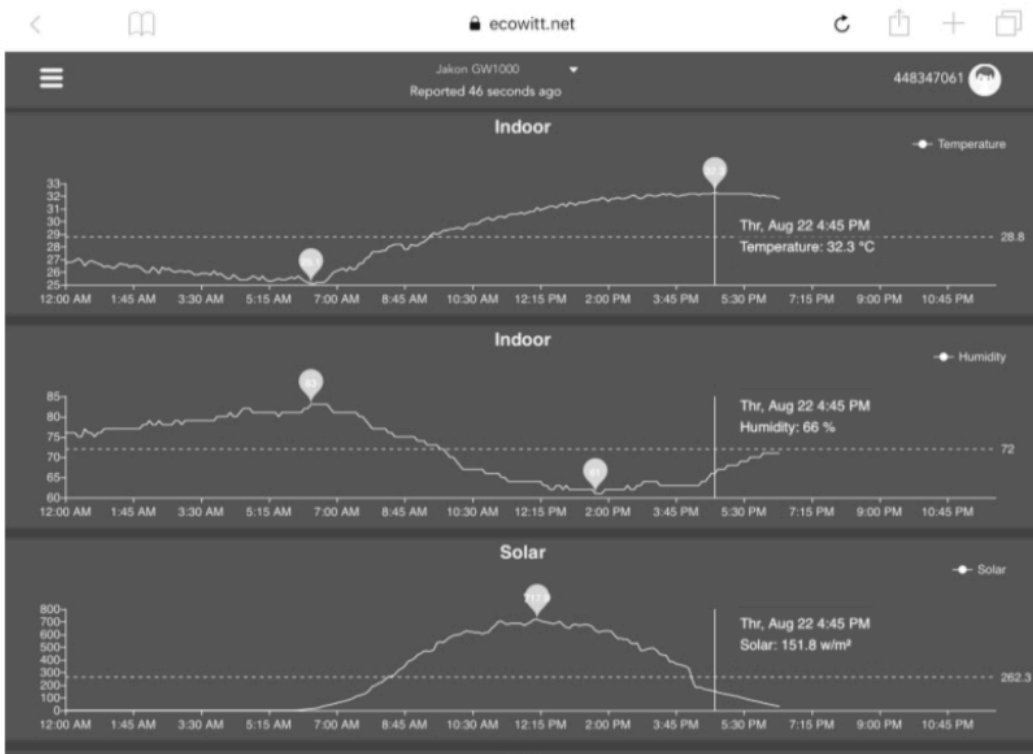 ecowitt.net
Jakon GW1000
Reported 46 seconds ago
448347061
Indoor
Temperature
33
32
31
30
29
28
27
26
25
32.3
25.1
Thr, Aug 22 4:45 PM
Temperature: 32.3 °C
28.8
12:00 AM 1:45 AM 3:30 AM 5:15 AM 7:00 AM 8:45 AM 10:30 AM 12:15 PM 2:00 PM 3:45 PM 5:30 PM 7:15 PM 9:00 PM 10:45 PM
Indoor
Humidity
85
80
75
70
65
60
83
61
Thr, Aug 22 4:45 PM
Humidity: 66 %
72
12:00 AM 1:45 AM 3:30 AM 5:15 AM 7:00 AM 8:45 AM 10:30 AM 12:15 PM 2:00 PM 3:45 PM 5:30 PM 7:15 PM 9:00 PM 10:45 PM
Solar
Solar
800
700
600
500
400
300
200
100
0
Thr, Aug 22 4:45 PM
Solar: 151.8 w/m²
262.3
12:00 AM 1:45 AM 3:30 AM 5:15 AM 7:00 AM 8:45 AM 10:30 AM 12:15 PM 2:00 PM 3:45 PM 5:30 PM 7:15 PM 9:00 PM 10:45 PM